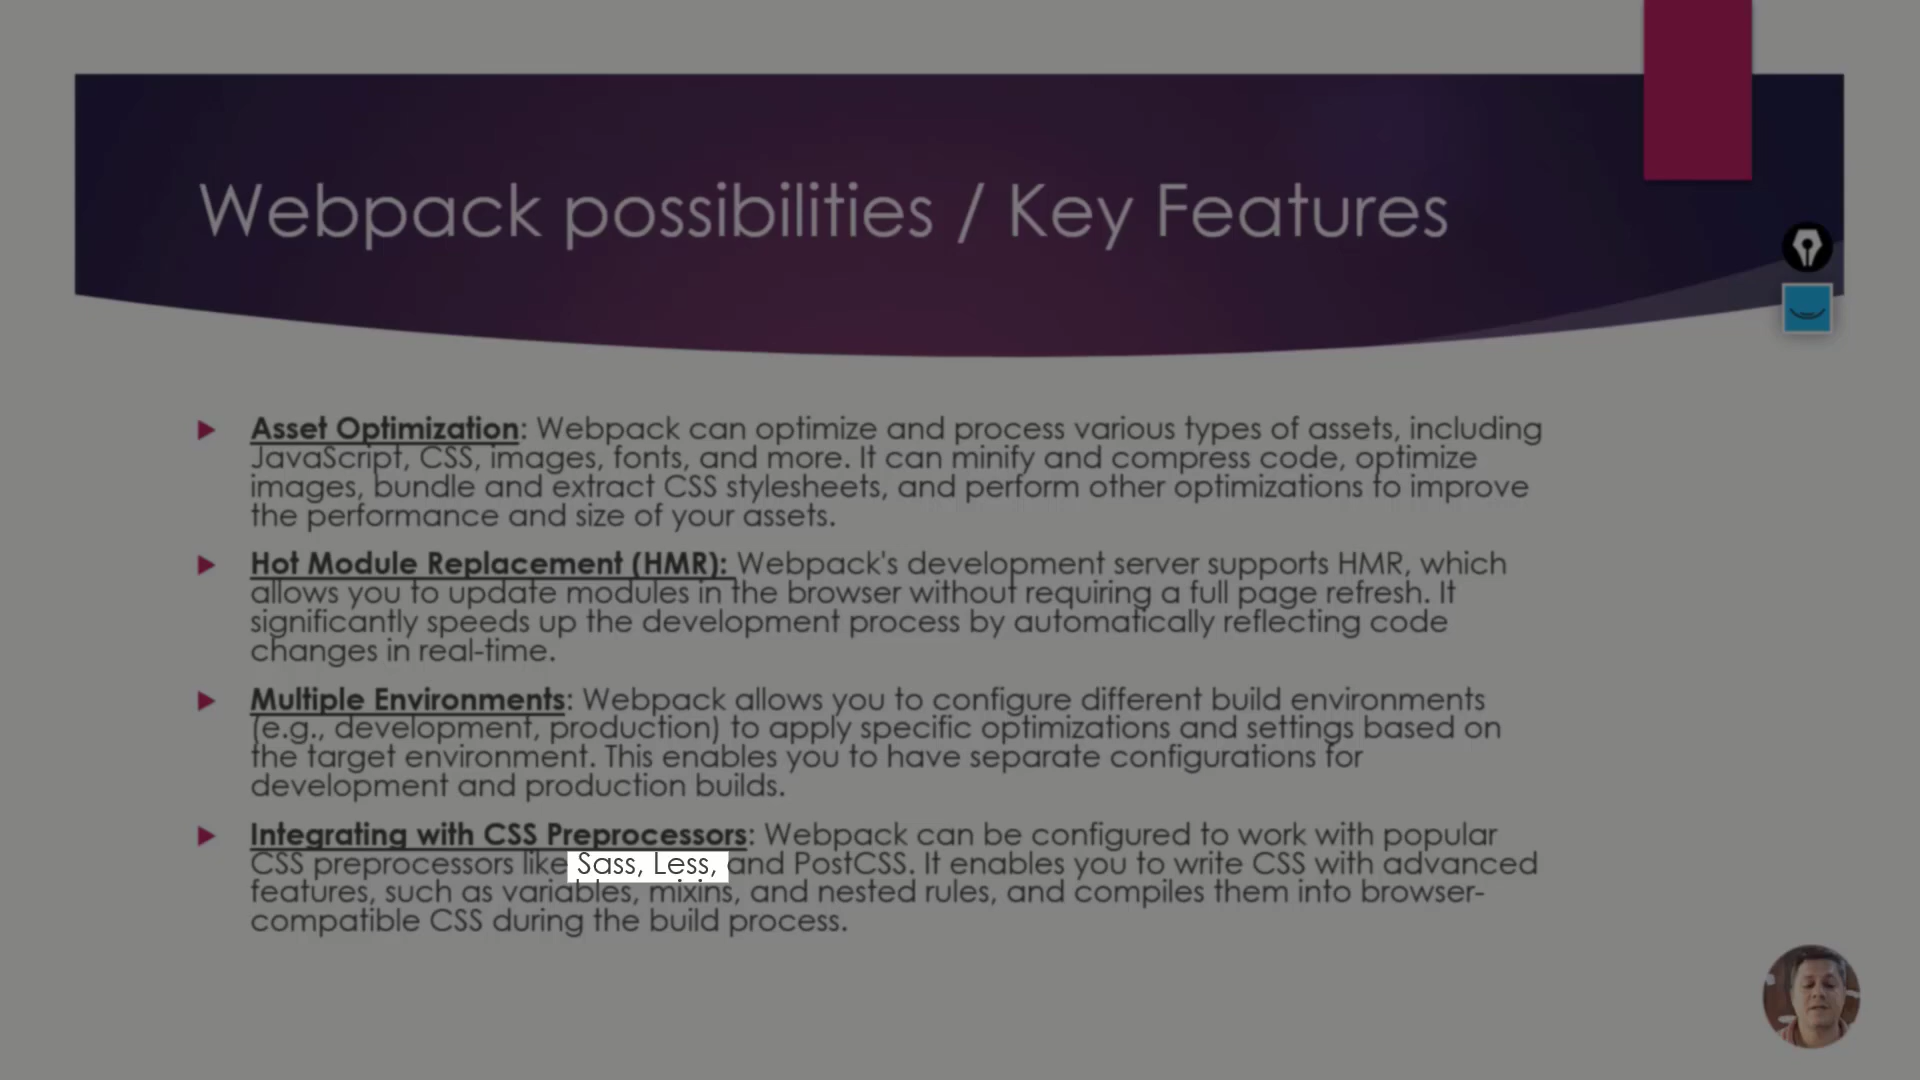 Webpack possibilities / Key Features
Asset Optimization: Webpack can optimize and process various types of assets, including
JavaScript, CSS, images, fonts, and more. It can minify and compress code, optimize
images, bundle and extract CSS stylesheets, and perform other optimizations to improve
the performance and size of your assets.
Hot Module Replacement (HMR): Webpack's development server supports HMR, which
allows you to update modules in the browser without requiring a full page refresh. It
significantly speeds up the development process by automatically reflecting code
changes in real-time.
Multiple Environments: Webpack allows you to configure different build environments
(e.g., development, production) to apply specific optimizations and settings based on
the target environment. This enables you to have separate configurations for
development and production builds.
Integrating with CSS Preprocessors: Webpack can be configured to work with popular
CSS preprocessors like Sass, Less, and PostCSS. It enables you to write CSS with advanced
features, such as variables, mixins, and nested rules, and compiles them into browser-
compatible CSS during the build process.